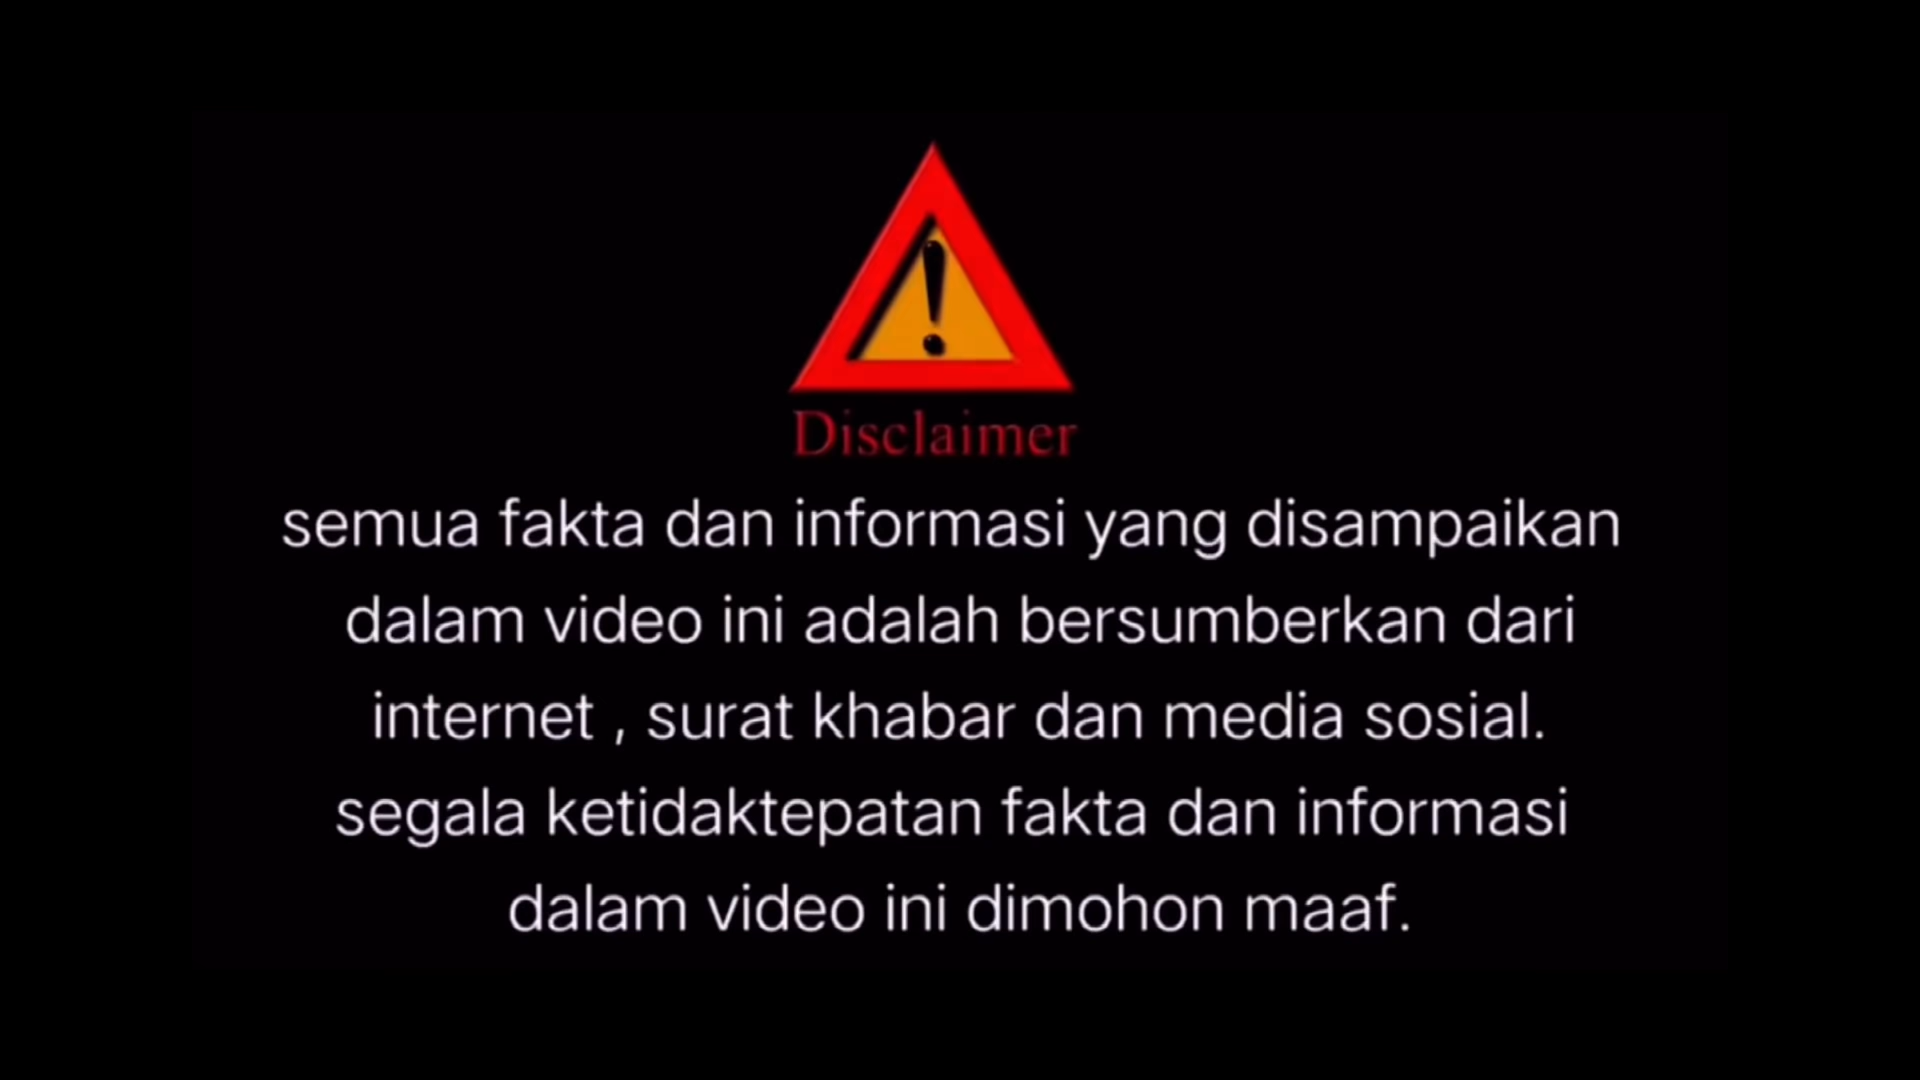 Disclaimer
semua fakta dan informasi yang disampaikan
dalam video ini adalah bersumberkan dari
internet , surat khabar dan media sosial.
segala ketidaktepatan fakta dan informasi
dalam video ini dimohon maaf.